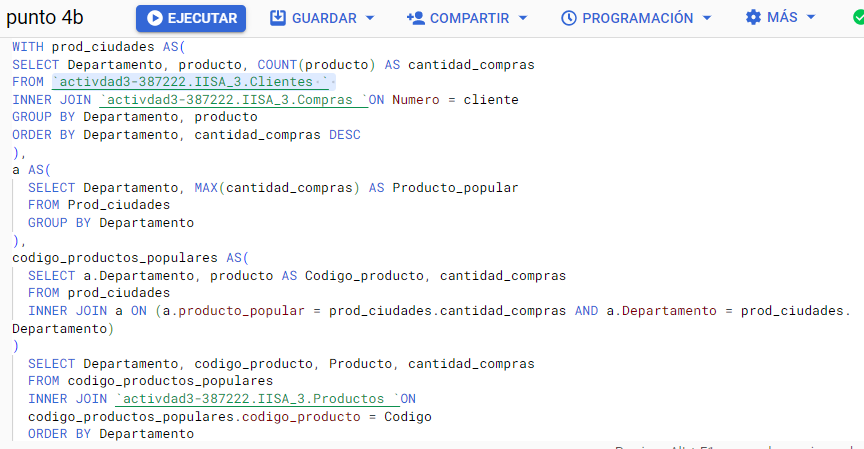 punto 4b EJECUTAR GUARDAR COMPARTIR PROGRAMACIÓN MÁS
WITH prod_ciudades AS(
SELECT Departamento, producto, COUNT(producto) AS cantidad_compras
FROM `activdad3-387222.IISA_3.Clientes `
INNER JOIN `activdad3-387222.IISA_3.Compras `ON Numero = cliente
GROUP BY Departamento, producto
ORDER BY Departamento, cantidad_compras DESC
),
a AS(
SELECT Departamento, MAX(cantidad_compras) AS Producto_popular
FROM Prod_ciudades
GROUP BY Departamento
),
codigo_productos_populares AS(
SELECT a.Departamento, producto AS Codigo_producto, cantidad_compras
FROM prod_ciudades
INNER JOIN a ON (a.producto_popular = prod_ciudades.cantidad_compras AND a.Departamento = prod_ciudades.
Departamento)
)
SELECT Departamento, codigo_producto, Producto, cantidad_compras
FROM codigo_productos_populares
INNER JOIN `activdad3-387222.IISA_3.Productos `ON
codigo_productos_populares.codigo_producto = Codigo
ORDER BY Departamento